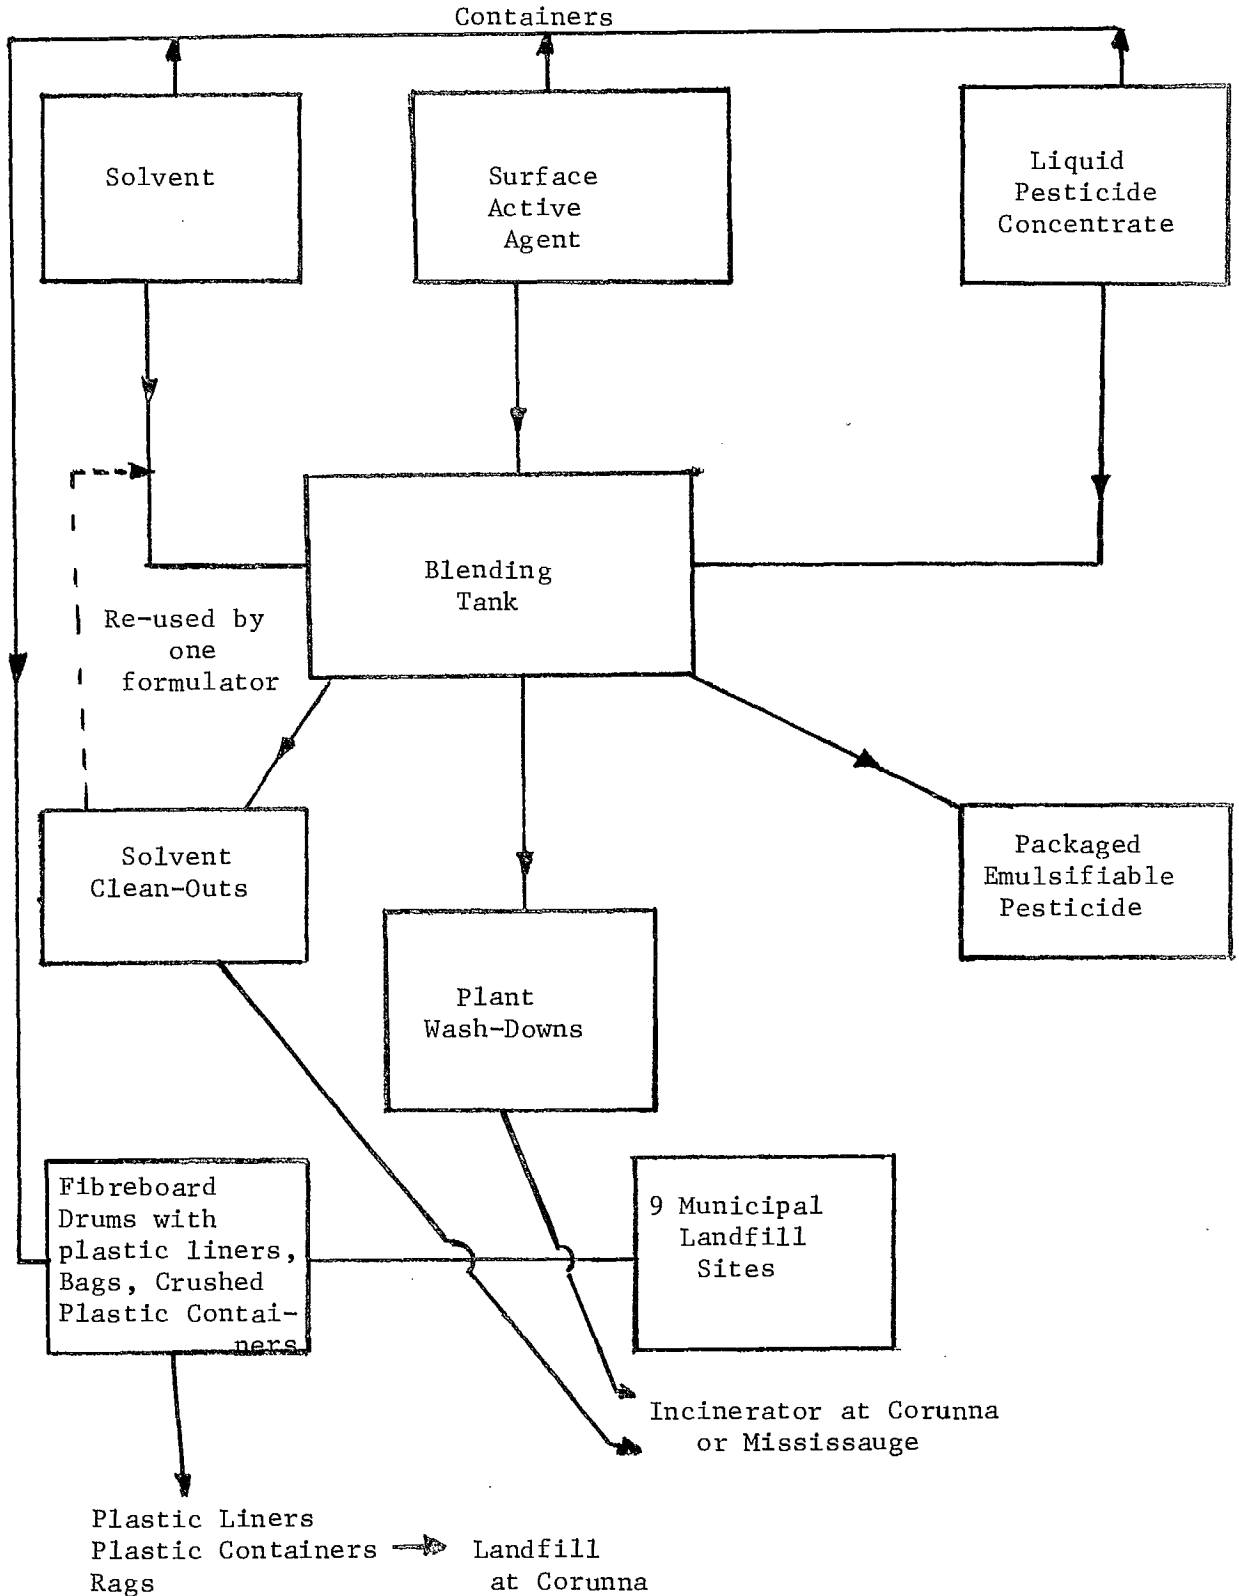 Containers
Solvent
Surface
Active
Agent
Liquid
Pesticide
Concentrate
Blending
Tank
Re-used by
one
formulator
Solvent
Clean-Outs
Packaged
Emulsifiable
Pesticide
Plant
Wash-Downs
Fibreboard
Drums with
plastic liners,
Bags, Crushed
Plastic Contai-
ners
9 Municipal
Landfill
Sites
Incinerator at Corunna
or Mississauge
Plastic Liners
Plastic Containers
Rags
Landfill
at Corunna